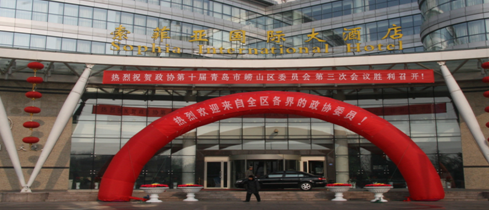 索菲亚国际大酒店
Sophia International Hotel
热烈祝贺政协第十届青岛市崂山区委员会第三次会议胜利召开！
热烈欢迎来自全区各界的政协委员！